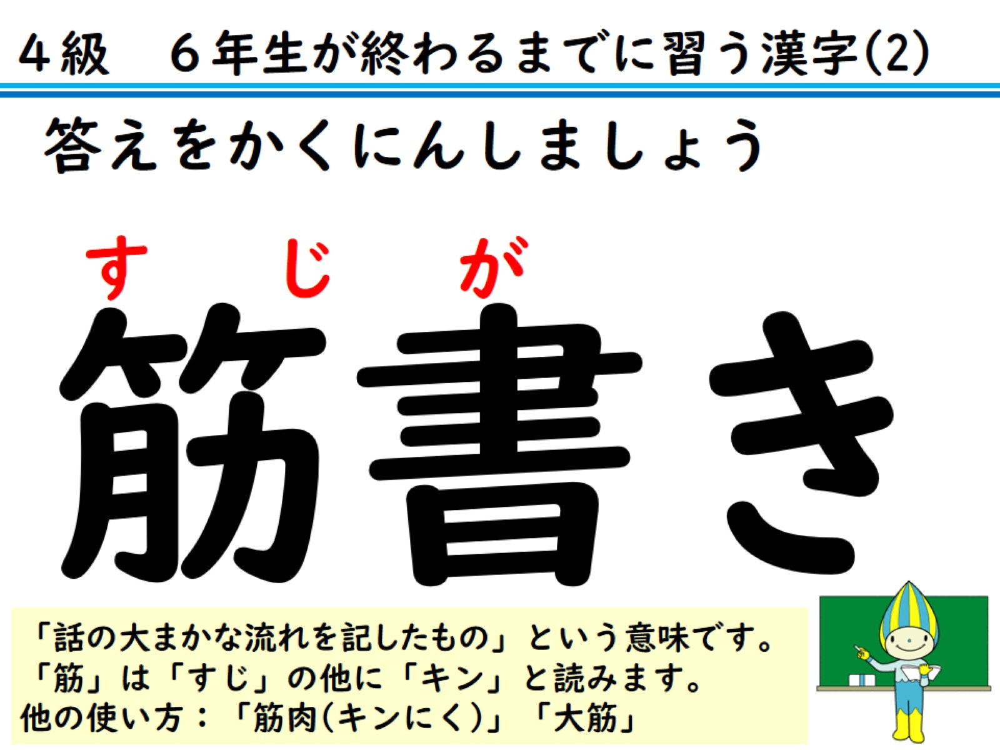 ４級　６年生が終わるまでに習う漢字(2)
答えをかくにんしましょう
すじが
筋書き
「話の大まかな流れを記したもの」という意味です。
「筋」は「すじ」の他に「キン」と読みます。
他の使い方：「筋肉(キンにく)」「大筋」